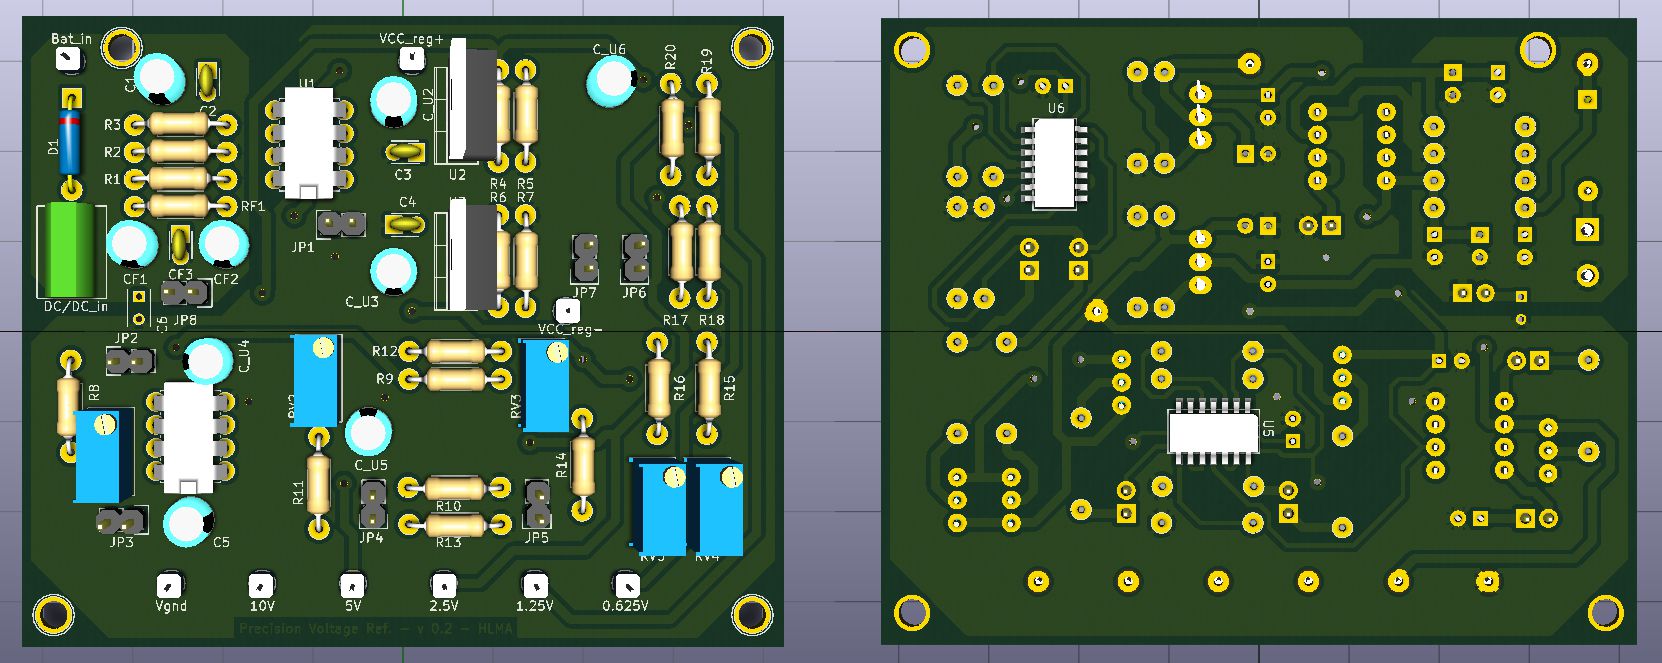 Bat_in
VCC_reg+
C1
C2
U1
C_U2
U2
C_U6
R20
R19
R3
R2
R1
RF1
D1
C3
C4
R4
R5
R6
R7
JP1
CF1
CF3
CF2
DC/DC_in
C6
JP8
C_U3
VCC_reg-
JP7
JP6
R17
R18
JP2
C_U4
R8
R12
R9
RV2
RV3
R16
R15
C_U5
R11
R14
R10
R13
JP3
C5
JP4
JP5
RV5
RV4
Vgnd
10V
5V
2.5V
1.25V
0.625V
Precision Voltage Ref. - v 0.2 - HLMA
U6
U5